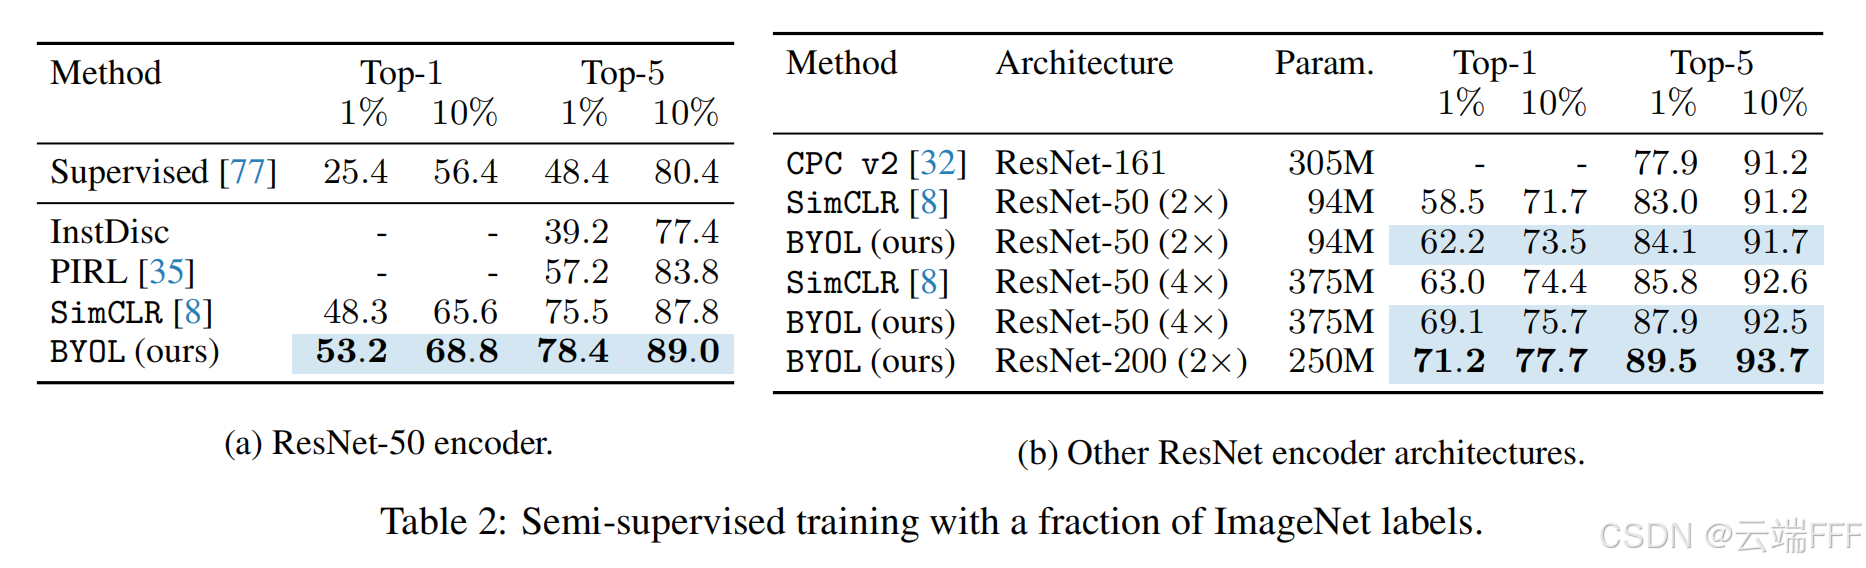 Method Top-1 Top-5
1% 10% 1% 10%
Supervised [77] 25.4 56.4 48.4 80.4
InstDisc - - 39.2 77.4
PIRL [35] - - 57.2 83.8
SimCLR [8] 48.3 65.6 75.5 87.8
BYOL (ours) 53.2 68.8 78.4 89.0
(a) ResNet-50 encoder.
Method Architecture Param. Top-1 Top-5
1% 10% 1% 10%
CPC v2 [32] ResNet-161 305M - - 77.9 91.2
SimCLR [8] ResNet-50 (2×) 94M 58.5 71.7 83.0 91.2
BYOL (ours) ResNet-50 (2×) 94M 62.2 73.5 84.1 91.7
SimCLR [8] ResNet-50 (4×) 375M 63.0 74.4 85.8 92.6
BYOL (ours) ResNet-50 (4×) 375M 69.1 75.7 87.9 92.5
BYOL (ours) ResNet-200 (2×) 250M 71.2 77.7 89.5 93.7
(b) Other ResNet encoder architectures.
Table 2: Semi-supervised training with a fraction of ImageNet labels.
CSDN @云端FFF